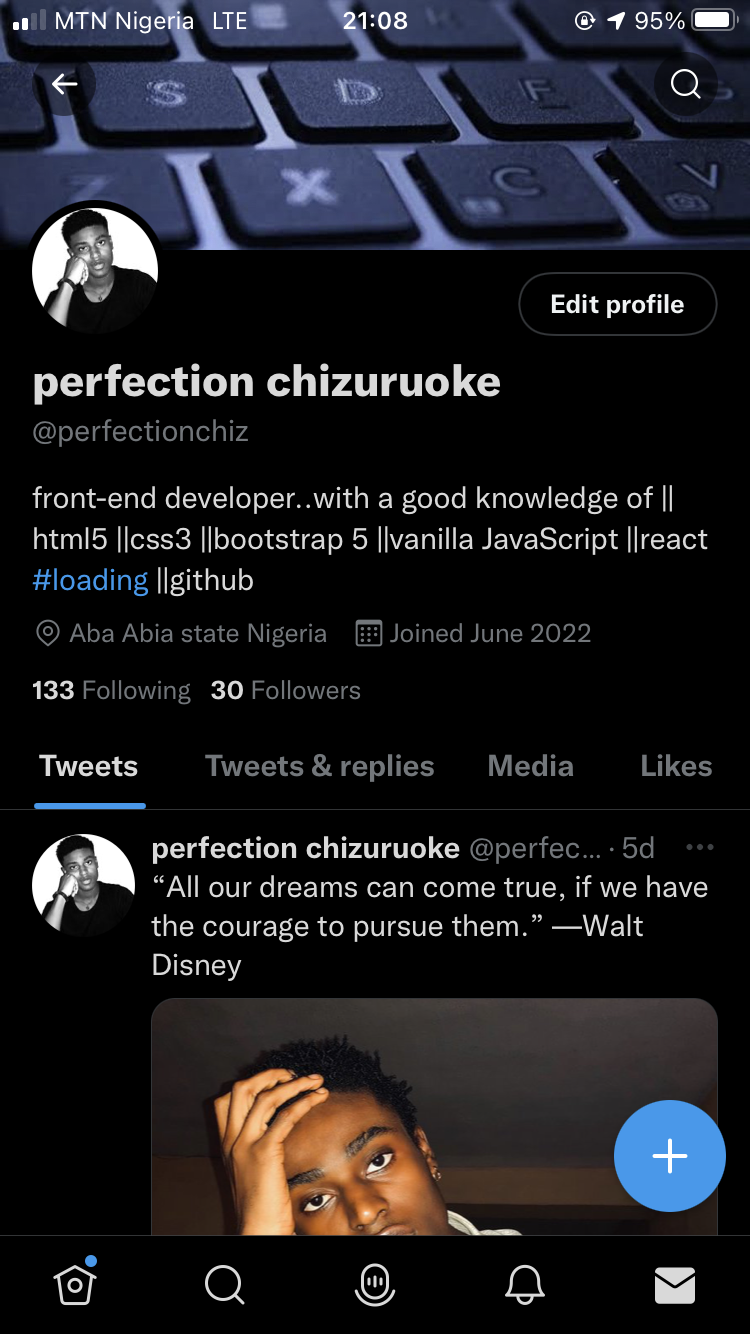 MTN Nigeria LTE 21:08 95%
S D F S
Z X C V
Edit profile
perfection chizuruoke
@perfectionchiz
front-end developer..with a good knowledge of ||
html5 ||css3 ||bootstrap 5 ||vanilla JavaScript ||react
#loading ||github
Aba Abia state Nigeria Joined June 2022
133 Following 30 Followers
Tweets Tweets & replies Media Likes
perfection chizuruoke @perfec... · 5d
“All our dreams can come true, if we have
the courage to pursue them.” —Walt
Disney